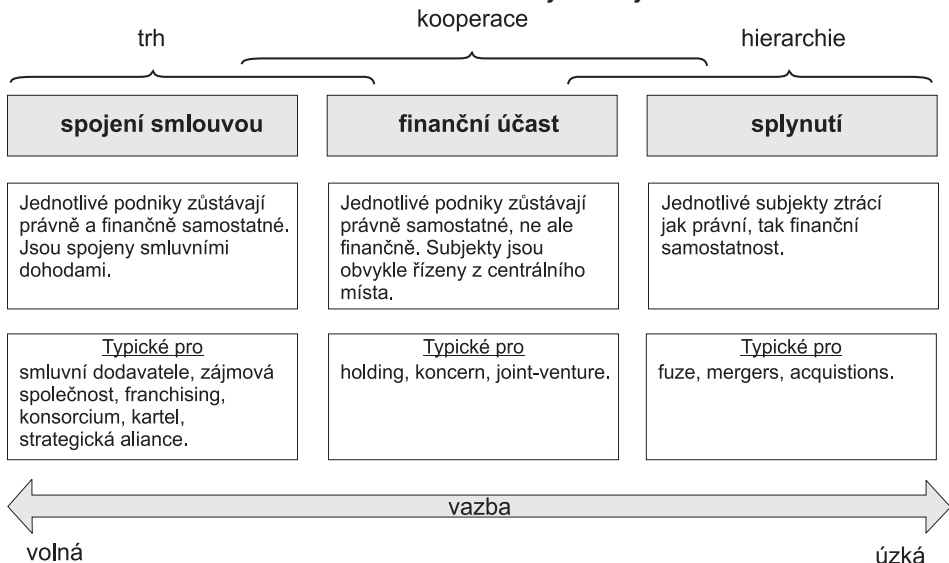 kooperace
trh
hierarchie
spojení smlouvou
finanční účast
splynutí
Jednotlivé podniky zůstávají
právně a finančně samostatné.
Jsou spojeny smluvními
dohodami.
Jednotlivé podniky zůstávají
právně samostatné, ne ale
finančně. Subjekty jsou
obvykle řízeny z centrálního
místa.
Jednotlivé subjekty ztrácí
jak právní, tak finanční
samostatnost.
Typické pro
smluvní dodavatele, zájmová
společnost, franchising,
konsorcium, kartel,
strategická aliance.
Typické pro
holding, koncern, joint-venture.
Typické pro
fuze, mergers, acquistions.
vazba
volná
úzká